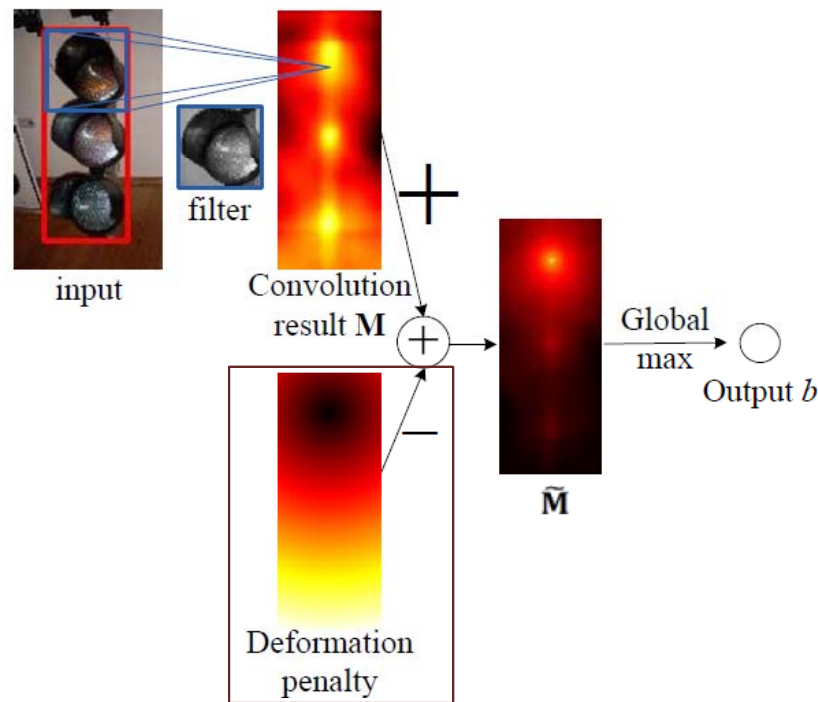 filter
input
Convolution
result M
+
+
−
Global
max
Output b
M̃
Deformation
penalty